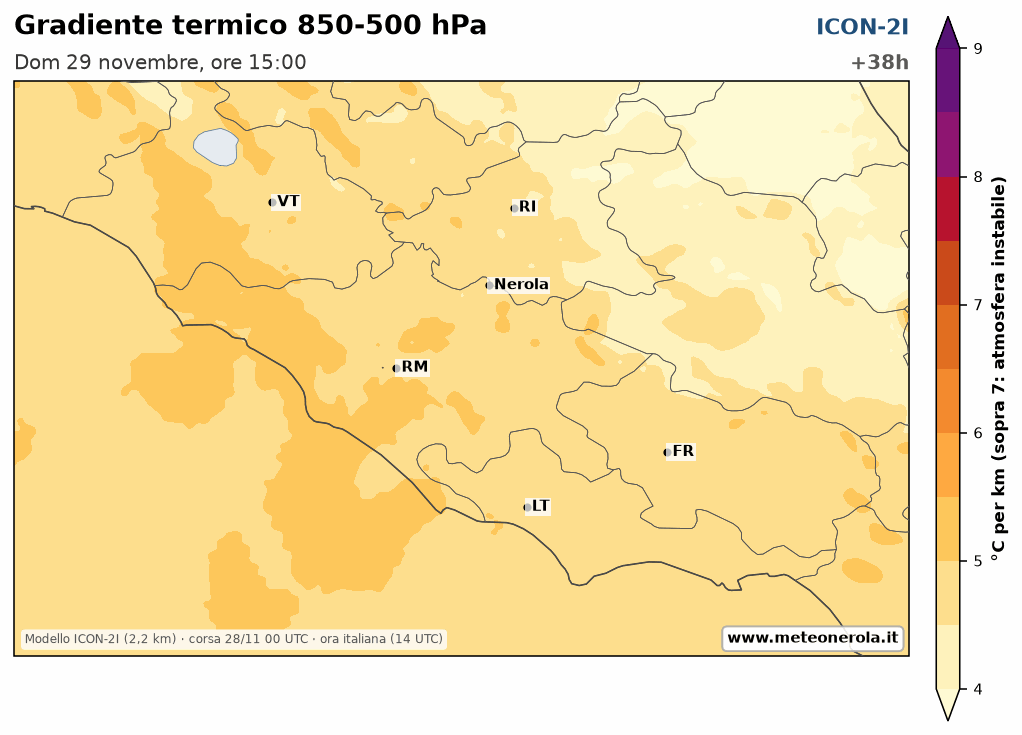 Gradiente termico 850-500 hPa
ICON-2I
Dom 29 novembre, ore 15:00
+38h
9
8
7
6
5
4
°C per km (sopra 7: atmosfera instabile)
VT
RI
Nerola
RM
FR
LT
Modello ICON-2I (2,2 km) · corsa 28/11 00 UTC · ora italiana (14 UTC)
www.meteonerola.it